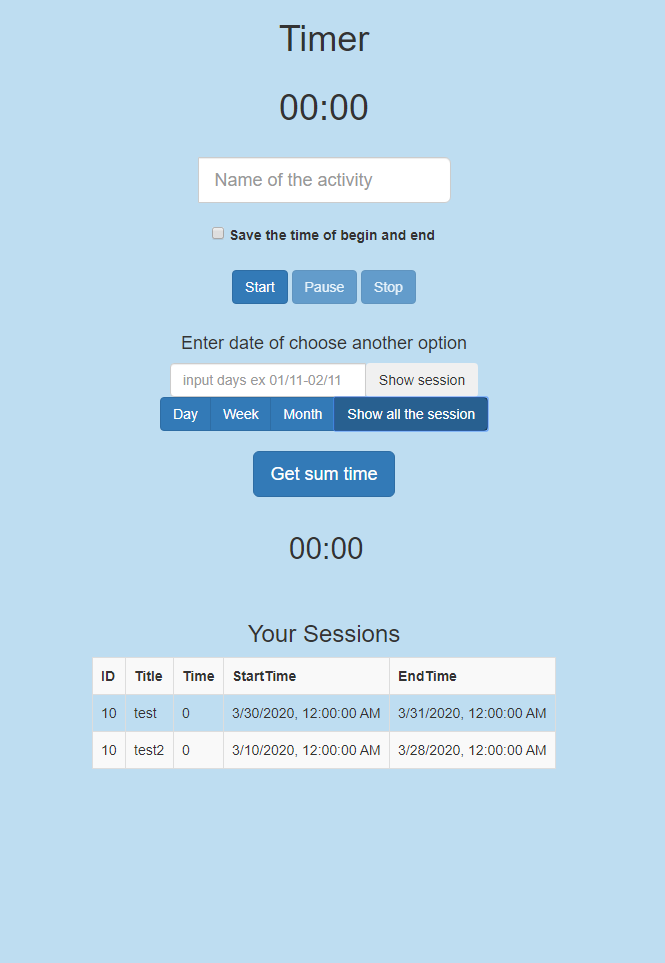 Timer
00:00
Name of the activity
Save the time of begin and end
Start Pause Stop
Enter date of choose another option
input days ex 01/11-02/11 Show session
Day Week Month Show all the session
Get sum time
00:00
Your Sessions
ID Title Time StartTime EndTime
10 test 0 3/30/2020, 12:00:00 AM 3/31/2020, 12:00:00 AM
10 test2 0 3/10/2020, 12:00:00 AM 3/28/2020, 12:00:00 AM